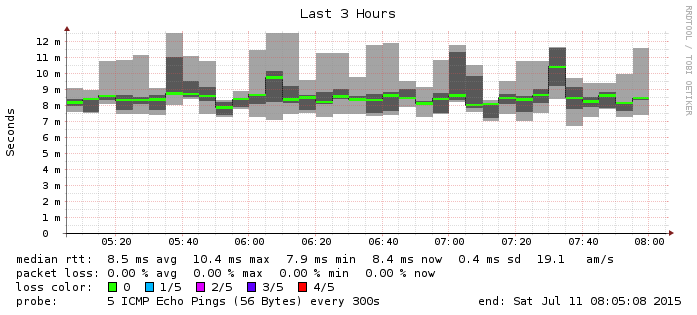 Last 3 Hours
RRDTOOL / TOBI OETIKER
Seconds
12 m
11 m
10 m
9 m
8 m
7 m
6 m
5 m
4 m
3 m
2 m
1 m
0
05:20 05:40 06:00 06:20 06:40 07:00 07:20 07:40 08:00
median rtt: 8.5 ms avg 10.4 ms max 7.9 ms min 8.4 ms now 0.4 ms sd 19.1 am/s
packet loss: 0.00 % avg 0.00 % max 0.00 % min 0.00 % now
loss color: 0 1/5 2/5 3/5 4/5
probe: 5 ICMP Echo Pings (56 Bytes) every 300s end: Sat Jul 11 08:05:08 2015